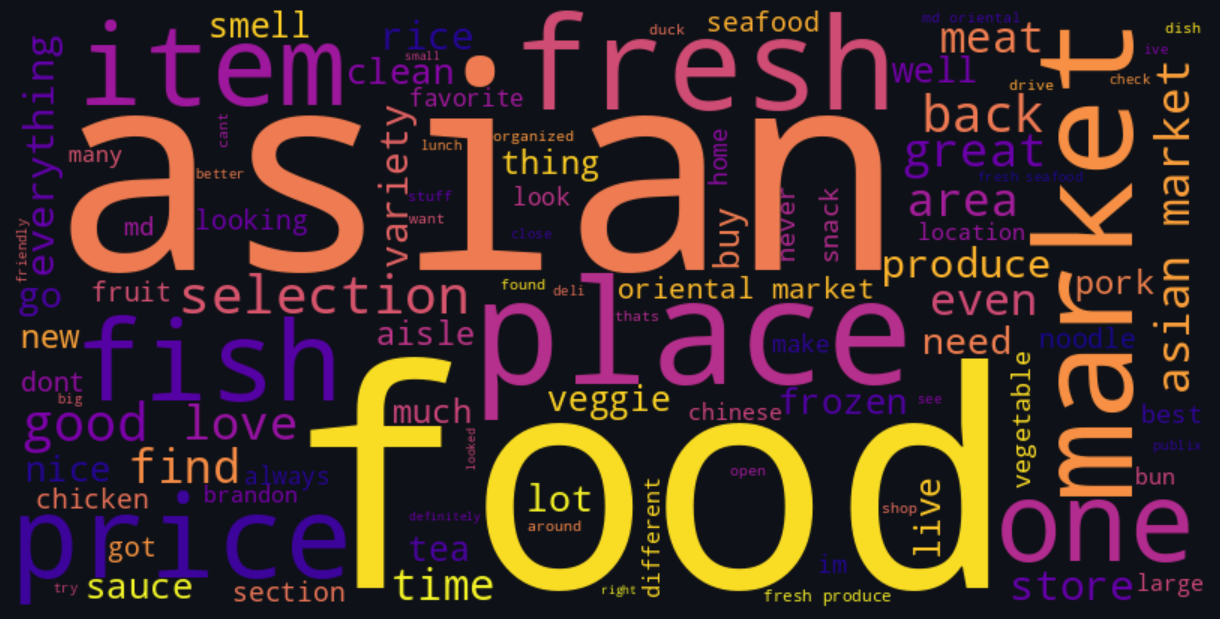 smell
rice
small
duck
seafood
md oriental
meat
dish
ive
item
clean
favorite
fresh
well
drive
check
everything
asian
many
cant
better
md
looking
variety
lunch
organized
thing
stuff
look
want
close
home
buy
never
snack
back
great
fresh seafood
area
location
market
asian market
friendly
go
fruit
selection
found
deli
oriental market
produce
even
pork
new
fish
aisle
place
thats
make
need
noodle
dont
big
good
love
much
veggie
chinese
frozen
see
vegetable
best
publix
nice
find
always
looked
food
open
bun
chicken
brandon
price
got
definitely
tea
lot
around
different
shop
live
one
try
sauce
section
time
right
im
fresh produce
store
large